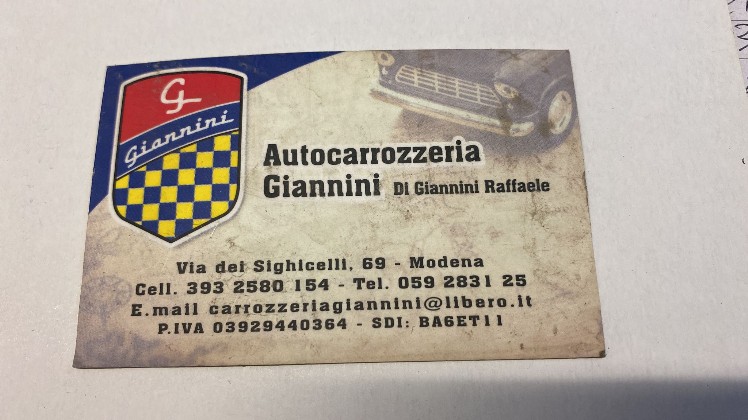 G
Giannini
Autocarrozzeria
Giannini Di Giannini Raffaele
Via dei Sighicelli, 69 - Modena
Cell. 393 2580 154 - Tel. 059 2831 25
E.mail carrozzeriagiannini@libero.it
P.IVA 03929440364 - SDI: BA6ET11